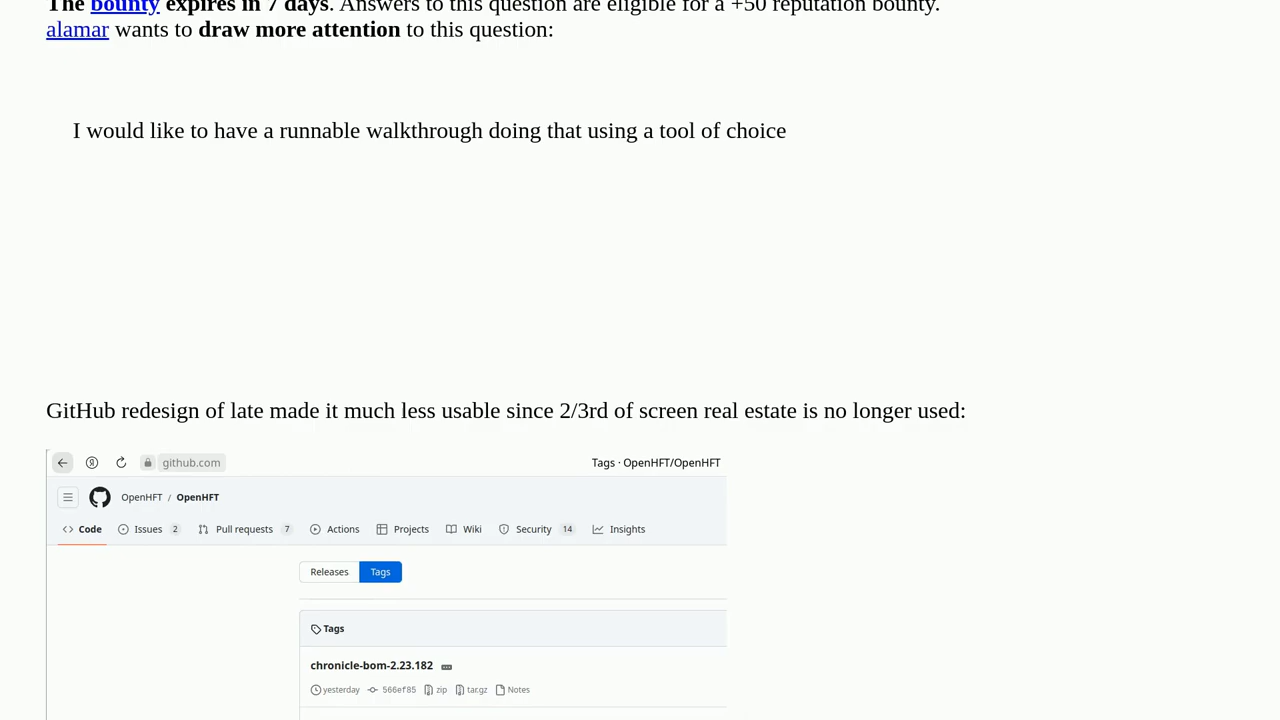 The bounty expires in 7 days. Answers to this question are eligible for a +50 reputation bounty.
alamar wants to draw more attention to this question:
I would like to have a runnable walkthrough doing that using a tool of choice
GitHub redesign of late made it much less usable since 2/3rd of screen real estate is no longer used:
github.com Tags · OpenHFT/OpenHFT
OpenHFT / OpenHFT
Code Issues 2 Pull requests 7 Actions Projects Wiki Security 14 Insights
Releases Tags
Tags
chronicle-bom-2.23.182
yesterday 566ef85 zip tar.gz Notes